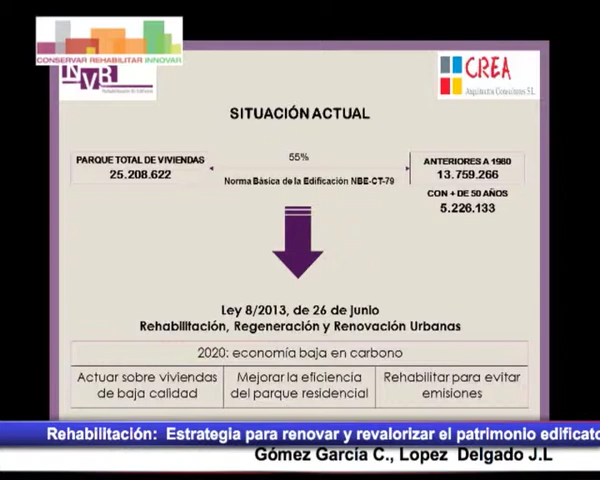 CONSERVAR REHABILITAR INNOVAR
NVR
CREA
Arquitectos Consultores S.L.
SITUACIÓN ACTUAL
PARQUE TOTAL DE VIVIENDAS
25.208.622
55%
Norma Básica de la Edificación NBE-CT-79
ANTERIORES A 1980
13.759.266
CON + DE 50 AÑOS
5.226.133
Ley 8/2013, de 26 de junio
Rehabilitación, Regeneración y Renovación Urbanas
2020: economía baja en carbono
Actuar sobre viviendas
de baja calidad
Mejorar la eficiencia
del parque residencial
Rehabilitar para evitar
emisiones
Rehabilitación: Estrategia para renovar y revalorizar el patrimonio edificato
Gómez García C., Lopez Delgado J.L